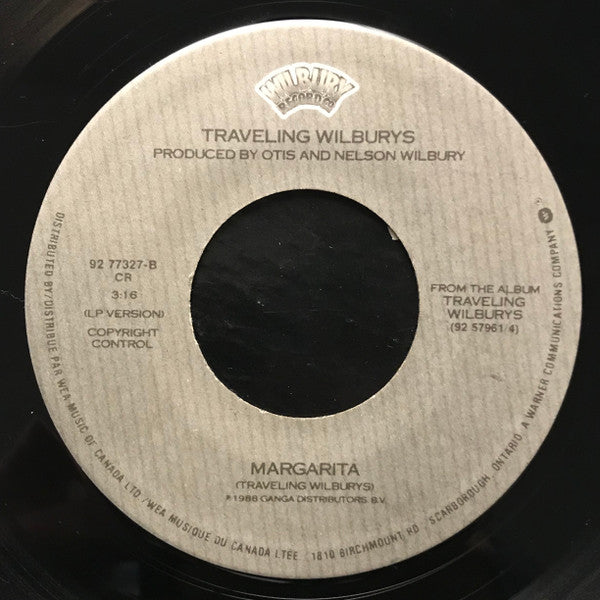 WILBURY
RECORD CO.
TRAVELING WILBURYS
PRODUCED BY OTIS AND NELSON WILBURY
92 77327-B
CR
3:16
(LP VERSION)
COPYRIGHT
CONTROL
FROM THE ALBUM
TRAVELING
WILBURYS
(92 57961/4)
MARGARITA
(TRAVELING WILBURYS)
℗1988 GANGA DISTRIBUTORS B.V.
DISTRIBUTED BY/DISTRIBUÉ PAR WEA MUSIC OF CANADA LTD./WEA MUSIQUE DU CANADA LTÉE / 1810 BIRCHMOUNT RD. SCARBOROUGH, ONTARIO. A WARNER COMMUNICATIONS COMPANY